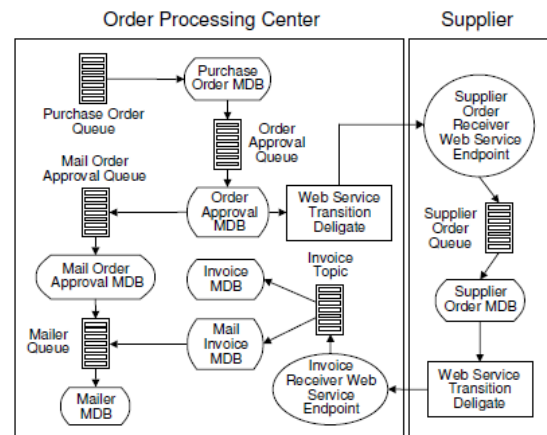 Order Processing Center
Supplier
Purchase
Order MDB
Purchase Order
Queue
Order
Approval
Queue
Mail Order
Approval Queue
Order
Approval
MDB
Web Service
Transition
Deligate
Supplier
Order
Receiver
Web Service
Endpoint
Supplier
Order
Queue
Mail Order
Approval MDB
Invoice
MDB
Invoice
Topic
Supplier
Order MDB
Mailer
Queue
Mail
Invoice
MDB
Invoice
Receiver Web
Service
Endpoint
Web Service
Transition
Deligate
Mailer
MDB